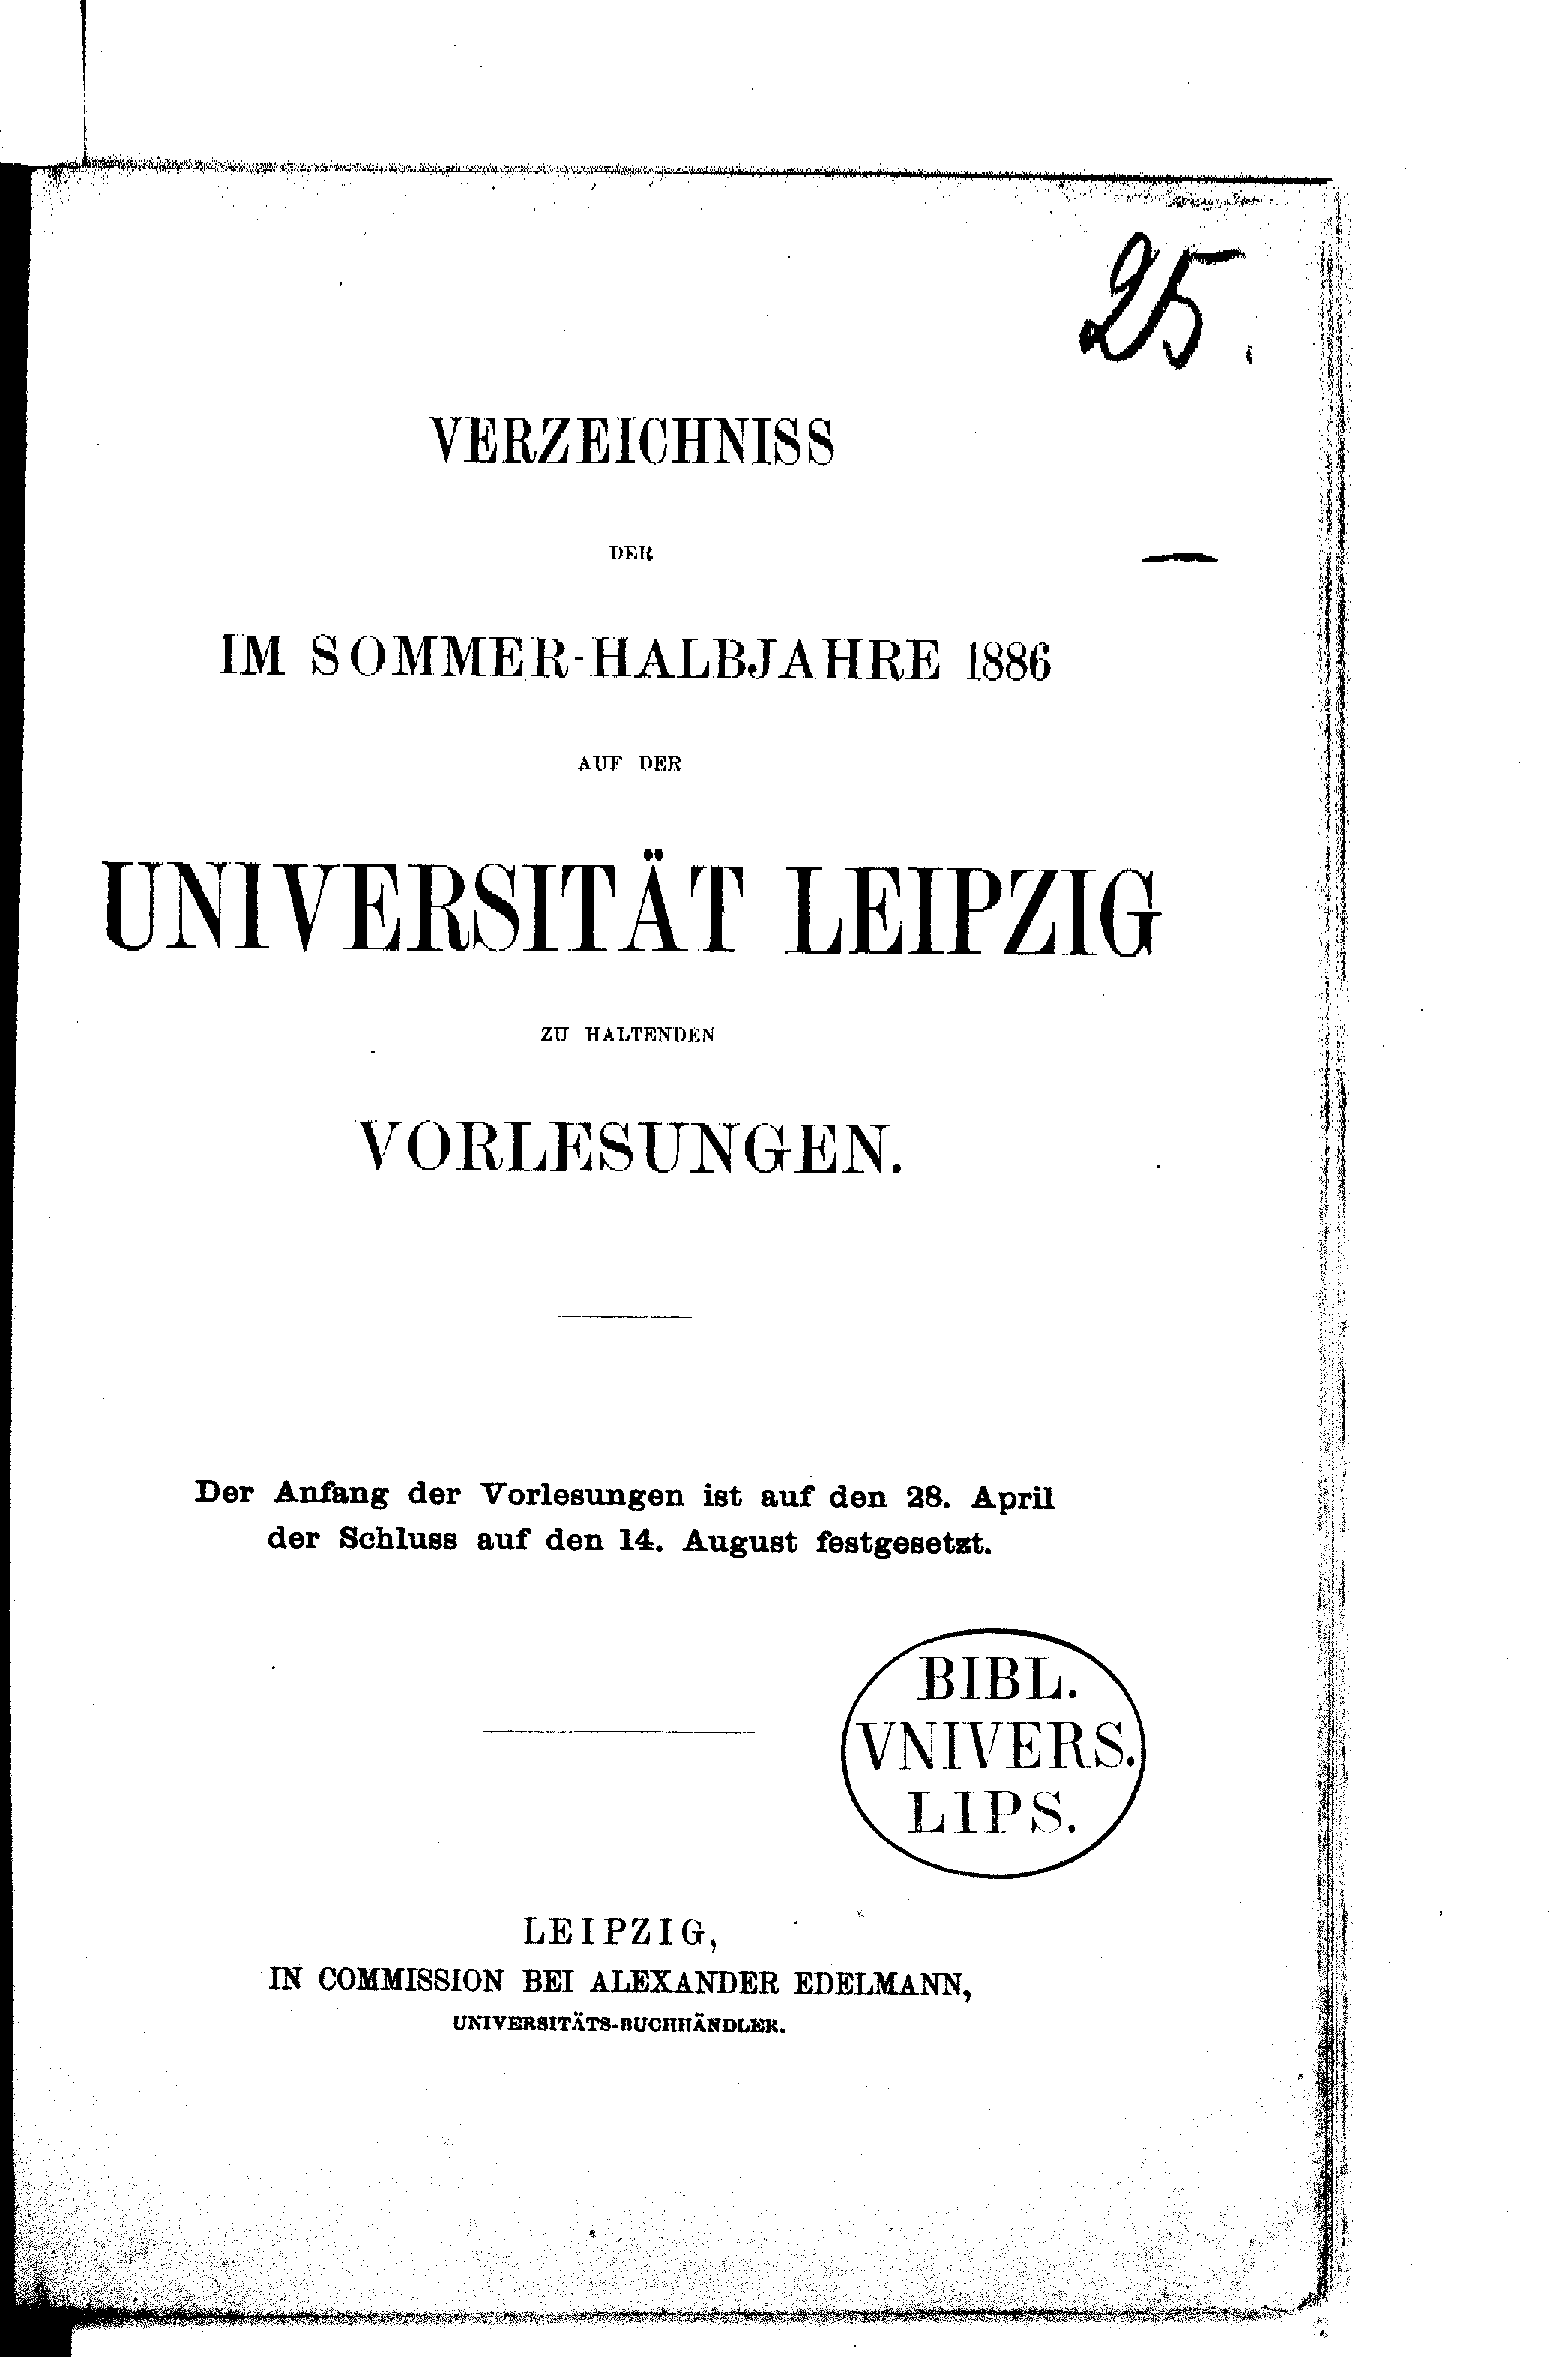 25.
VERZEICHNISS
DER
IM SOMMER-HALBJAHRE 1886
AUF DER
UNIVERSITÄT LEIPZIG
ZU HALTENDEN
VORLESUNGEN.
Der Anfang der Vorlesungen ist auf den 28. April
der Schluss auf den 14. August festgesetzt.
BIBL.
VNIVERS.
LIPS.
LEIPZIG,
IN COMMISSION BEI ALEXANDER EDELMANN,
UNIVERSITÄTS-BUCHHÄNDLER.